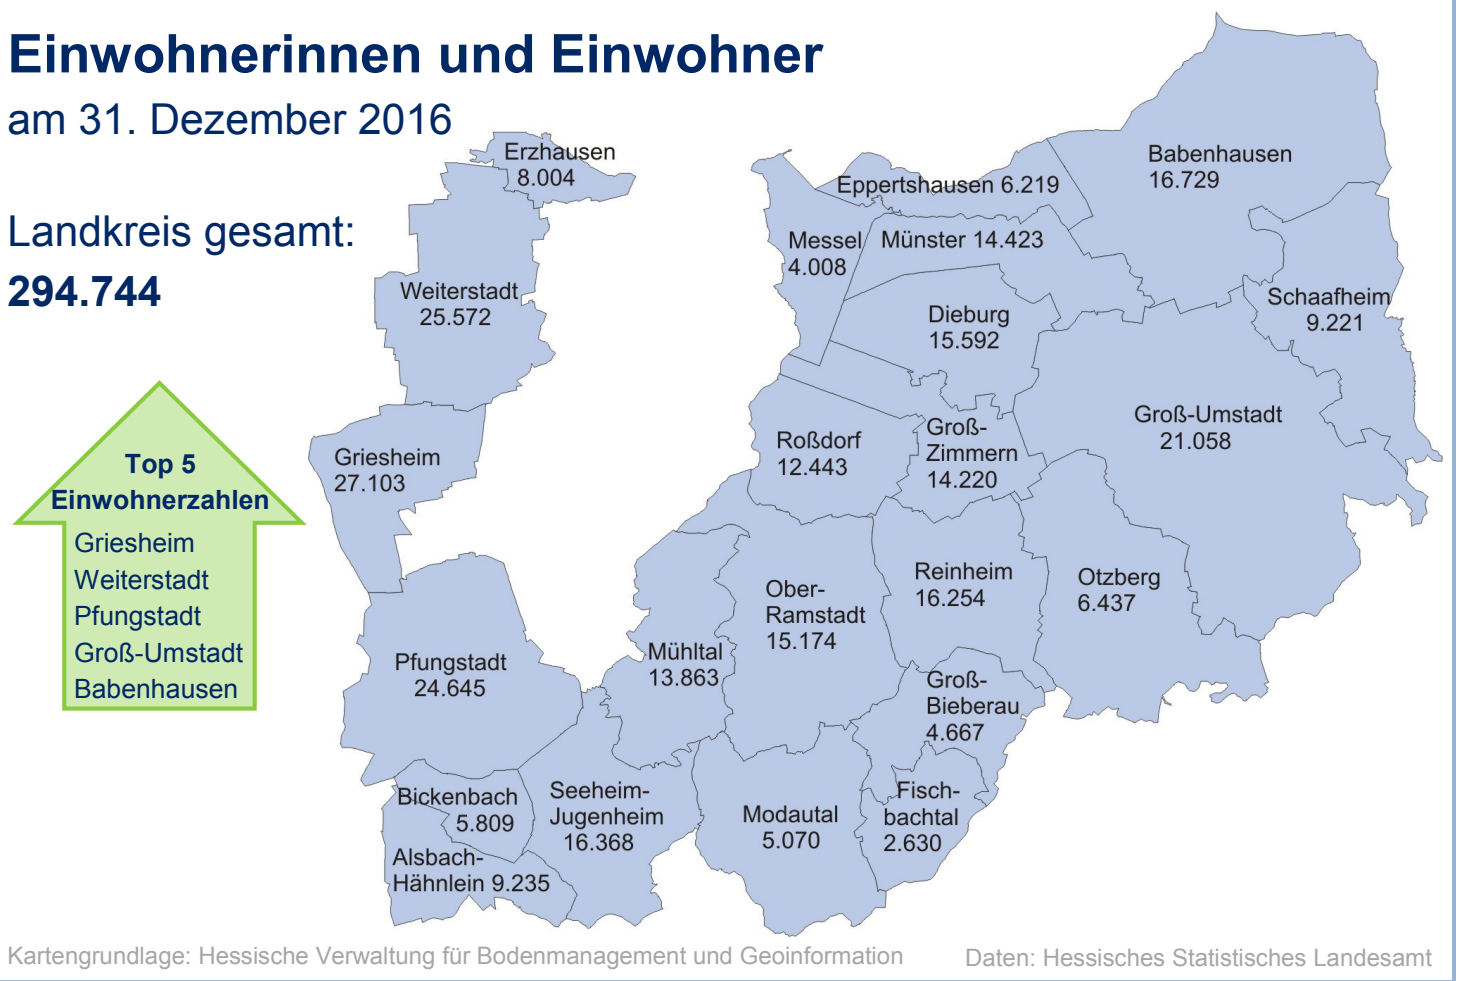 Einwohnerinnen und Einwohner
am 31. Dezember 2016
Landkreis gesamt:
294.744
Top 5
Einwohnerzahlen
Griesheim
Weiterstadt
Pfungstadt
Groß-Umstadt
Babenhausen
Erzhausen
8.004
Weiterstadt
25.572
Griesheim
27.103
Pfungstadt
24.645
Bickenbach
5.809
Alsbach-
Hähnlein 9.235
Seeheim-
Jugenheim
16.368
Mühltal
13.863
Ober-
Ramstadt
15.174
Modautal
5.070
Fisch-
bachtal
2.630
Groß-
Bieberau
4.667
Reinheim
16.254
Otzberg
6.437
Roßdorf
12.443
Groß-
Zimmern
14.220
Groß-Umstadt
21.058
Dieburg
15.592
Messel
4.008
Münster 14.423
Eppertshausen 6.219
Babenhausen
16.729
Schaafheim
9.221
Kartengrundlage: Hessische Verwaltung für Bodenmanagement und Geoinformation
Daten: Hessisches Statistisches Landesamt